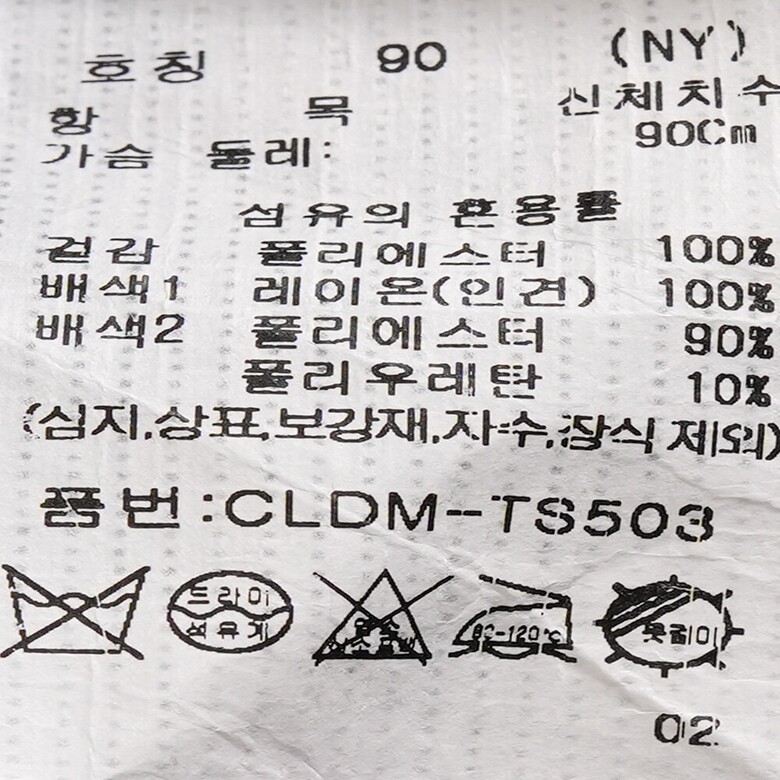 호칭 90 (NY)
항 목 신체치수
가슴 둘레: 90Cm
섬유의 혼용률
겉감 폴리에스터 100%
배색1 레이온(인견) 100%
배색2 폴리에스터 90%
폴리우레탄 10%
(심지,상표,보강재,자수,장식 제외)
품번:CLDM-TS503
드라이
석유계
80-120℃
옷걸이
02